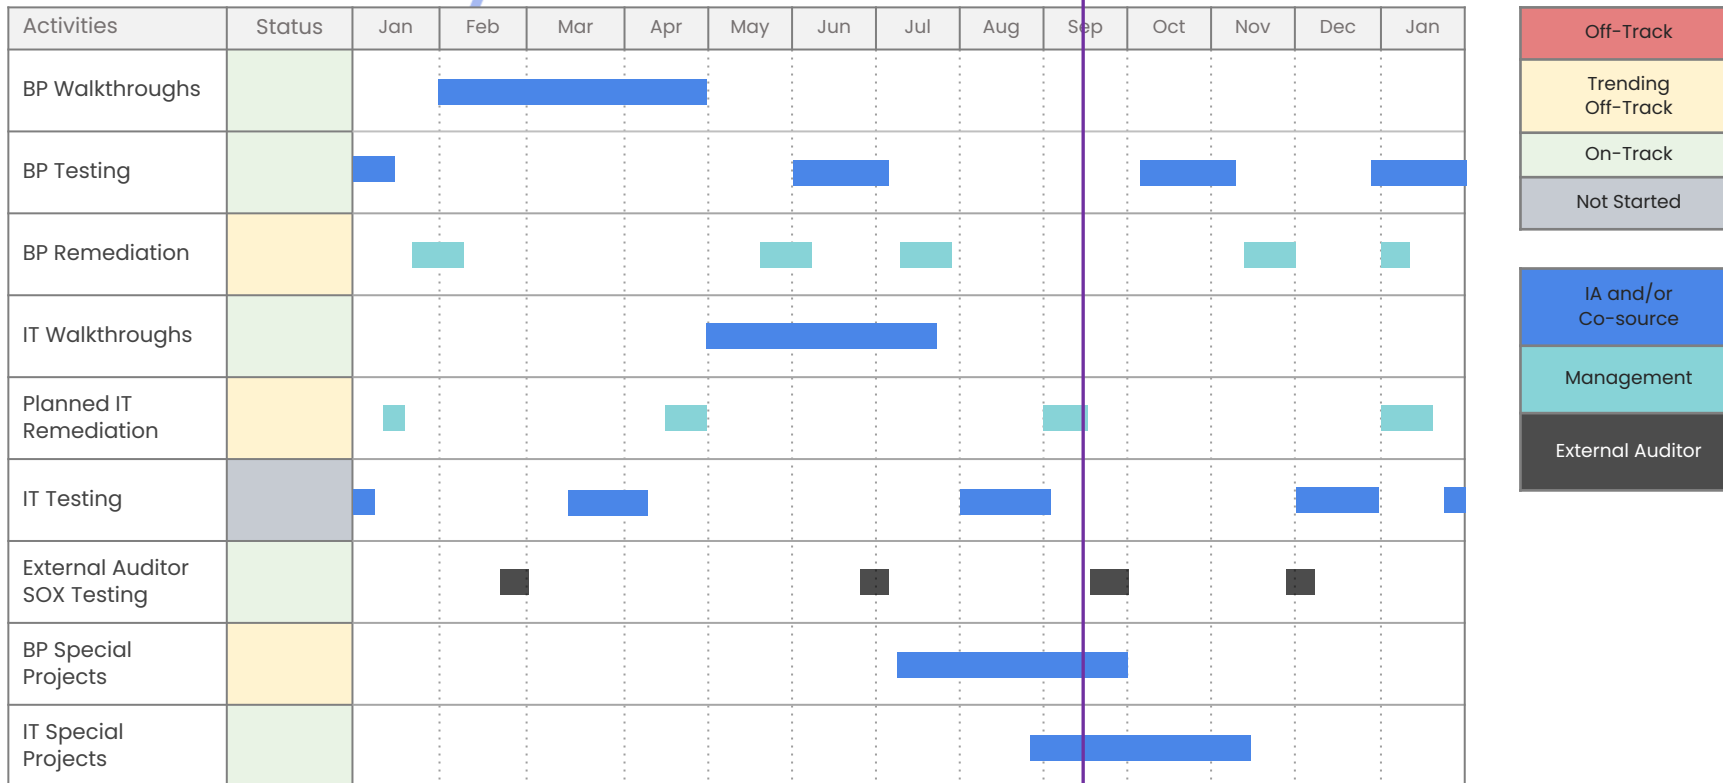 Activities Status Jan Feb Mar Apr May Jun Jul Aug Sep Oct Nov Dec Jan
BP Walkthroughs
BP Testing
BP Remediation
IT Walkthroughs
Planned IT
Remediation
IT Testing
External Auditor
SOX Testing
BP Special
Projects
IT Special
Projects
Off-Track
Trending
Off-Track
On-Track
Not Started
IA and/or
Co-source
Management
External Auditor